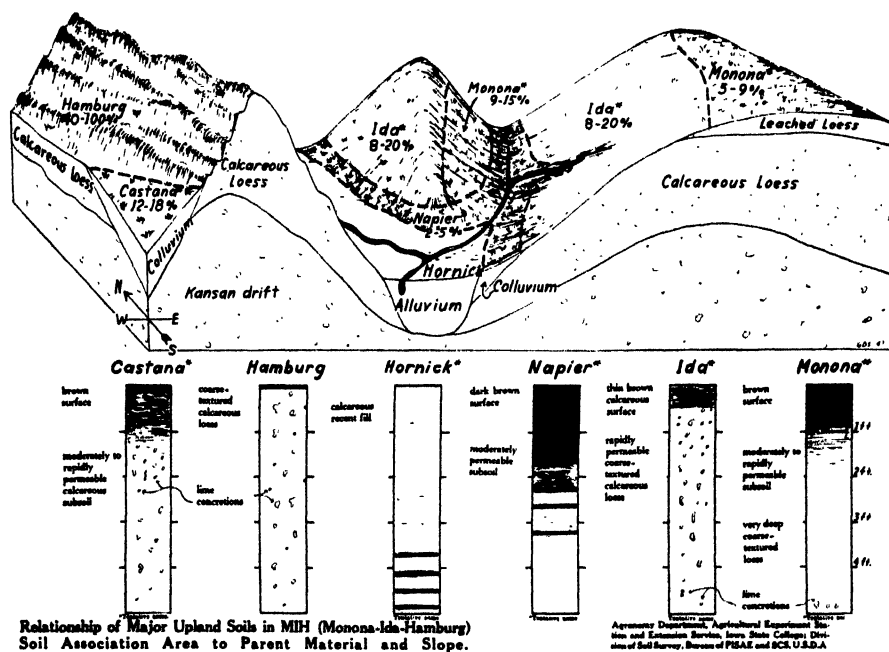 Hamburg
40-100%
Calcareous
Loess
Castana
12-18%
Colluvium
N
W
E
S
Kansan drift
Calcareous
Loess
Ida*
8-20%
Monona*
9-15%
Napier
2-5%
Hornick
Alluvium
Colluvium
Ida*
8-20%
Monona*
5-9%
Leached Loess
Calcareous Loess
Castana*
Hamburg
Hornick*
Napier*
Ida*
Monona**
brown
surface
moderately to
rapidly
permeable
calcareous
subsoil
coarse-
textured
calcareous
loess
lime
concretions
calcareous
recent fill
dark brown
surface
moderately
permeable
subsoil
thin brown
calcareous
surface
rapidly
permeable
coarse-
textured
calcareous
loess
brown
surface
moderately to
rapidly
permeable
subsoil
very deep
coarse-
textured
loess
lime
concretions
1 ft.
2 ft.
3 ft.
4 ft.
Relationship of Major Upland Soils in MIH (Monona-Ida-Hamburg)
Soil Association Area to Parent Material and Slope.
Agronomy Department, Agricultural Experiment Sta-
tion and Extension Service, Iowa State College; Divi-
sion of Soil Survey, Bureau of PISAE and SCS, U.S.D.A